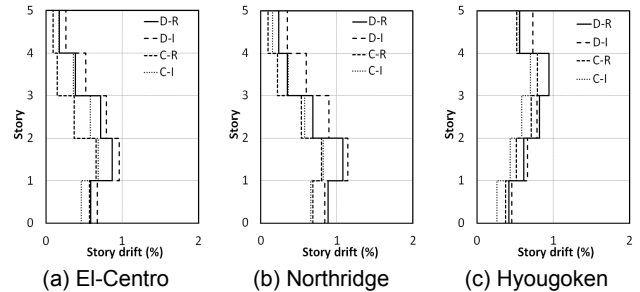 5
4
3
2
1
0
Story
0 1 2
Story drift (%)
D-R
D-I
C-R
C-I
(a) El-Centro
5
4
3
2
1
0
Story
0 1 2
Story drift (%)
D-R
D-I
C-R
C-I
(b) Northridge
5
4
3
2
1
0
Story
0 1 2
Story drift (%)
D-R
D-I
C-R
C-I
(c) Hyougoken